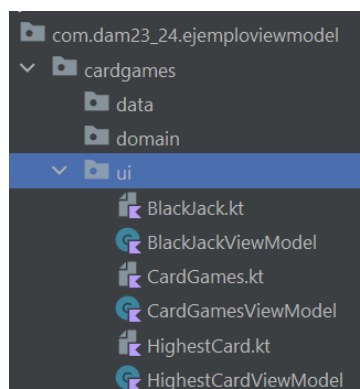 com.dam23_24.ejemploviewmodel
cardgames
data
domain
ui
BlackJack.kt
BlackJackViewModel
CardGames.kt
CardGamesViewModel
HighestCard.kt
HighestCardViewModel